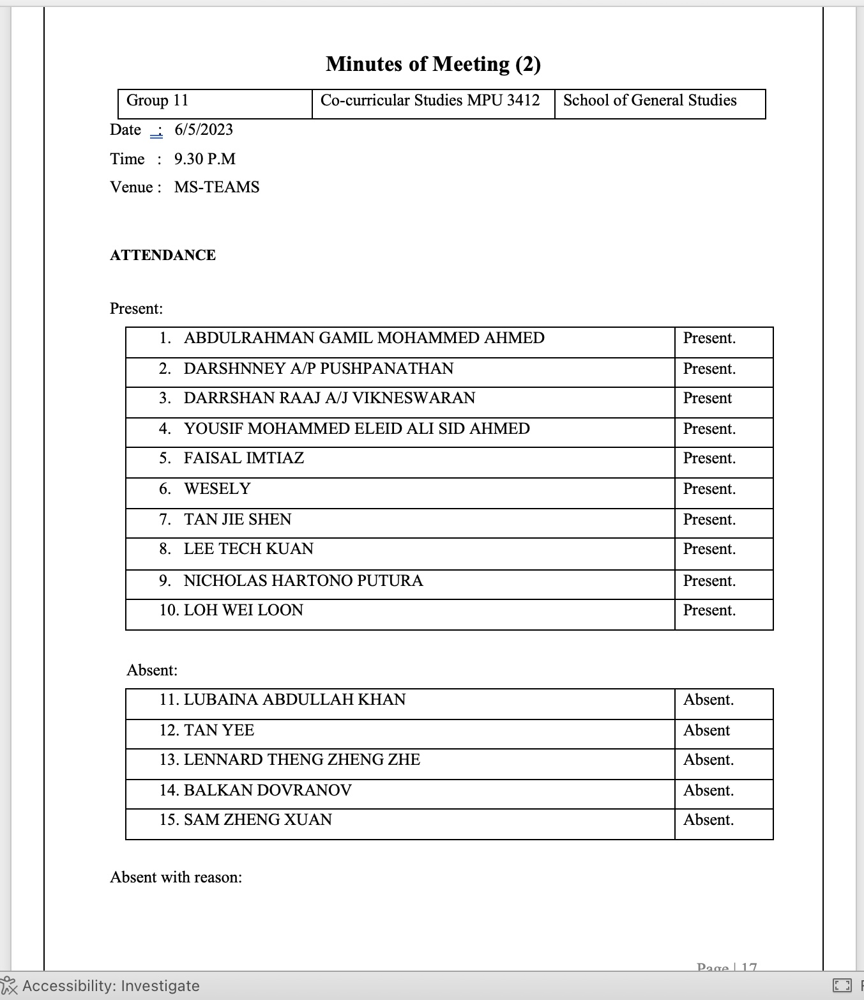 Minutes of Meeting (2)
Group 11 Co-curricular Studies MPU 3412 School of General Studies
Date : 6/5/2023
Time : 9.30 P.M
Venue : MS-TEAMS
ATTENDANCE
Present:
1. ABDULRAHMAN GAMIL MOHAMMED AHMED Present.
2. DARSHNNEY A/P PUSHPANATHAN Present.
3. DARRSHAN RAAJ A/J VIKNESWARAN Present
4. YOUSIF MOHAMMED ELEID ALI SID AHMED Present.
5. FAISAL IMTIAZ Present.
6. WESELY Present.
7. TAN JIE SHEN Present.
8. LEE TECH KUAN Present.
9. NICHOLAS HARTONO PUTURA Present.
10. LOH WEI LOON Present.
Absent:
11. LUBAINA ABDULLAH KHAN Absent.
12. TAN YEE Absent
13. LENNARD THENG ZHENG ZHE Absent.
14. BALKAN DOVRANOV Absent.
15. SAM ZHENG XUAN Absent.
Absent with reason:
Page | 17
Accessibility: Investigate